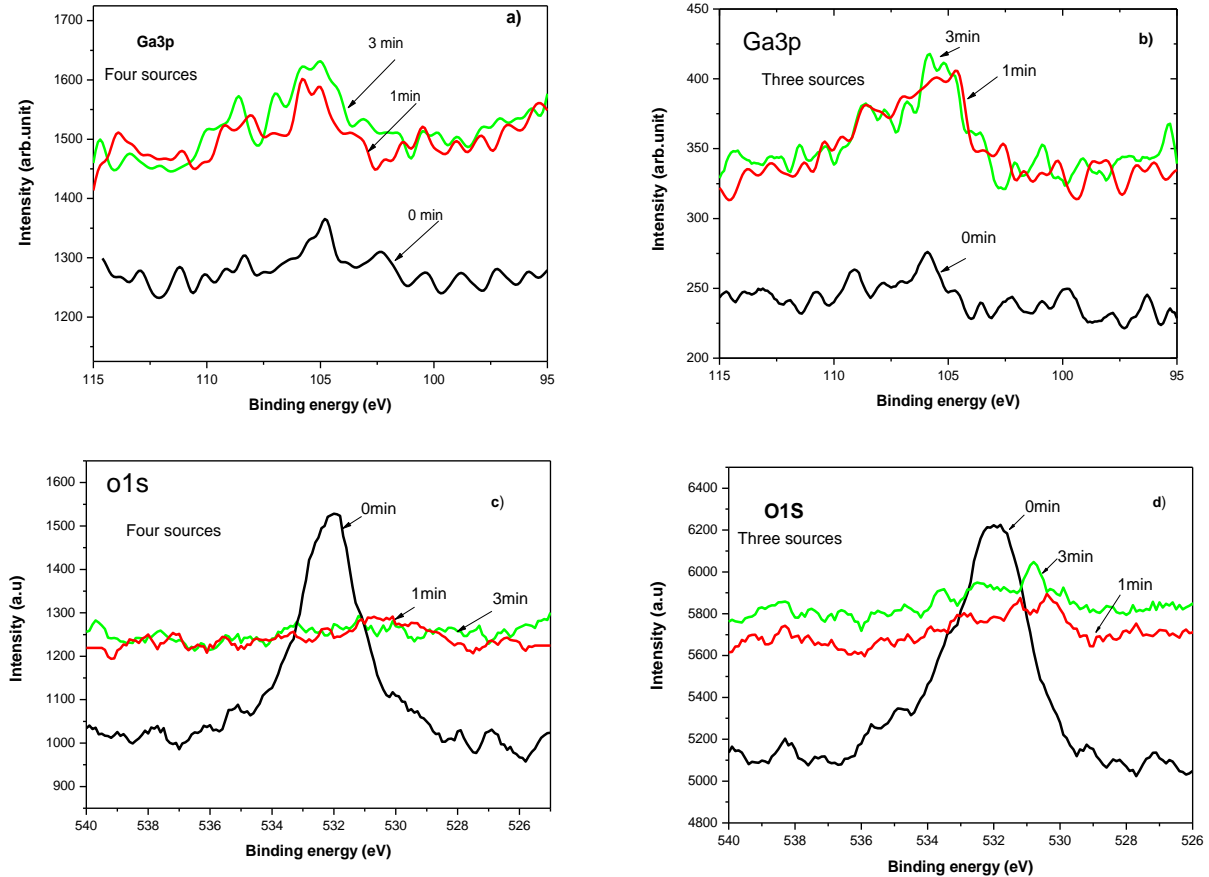 a)
Ga3p
Four sources
3 min
1min
0 min
1700
1600
1500
1400
1300
1200
115
110
105
100
95
Intensity (arb.unit)
Binding energy (eV)
b)
Ga3p
Three sources
3min
1min
0min
450
400
350
300
250
200
115
110
105
100
95
Intensity (arb.unit)
Binding energy (eV)
o1s
c)
Four sources
0min
1min
3min
1600
1500
1400
1300
1200
1100
1000
900
540
538
536
534
532
530
528
526
Intensity (a.u)
Binding energy (eV)
O1S
d)
Three sources
0min
3min
1min
6400
6200
6000
5800
5600
5400
5200
5000
4800
540
538
536
534
532
530
528
526
Intensity (a.u)
Binding energy (eV)